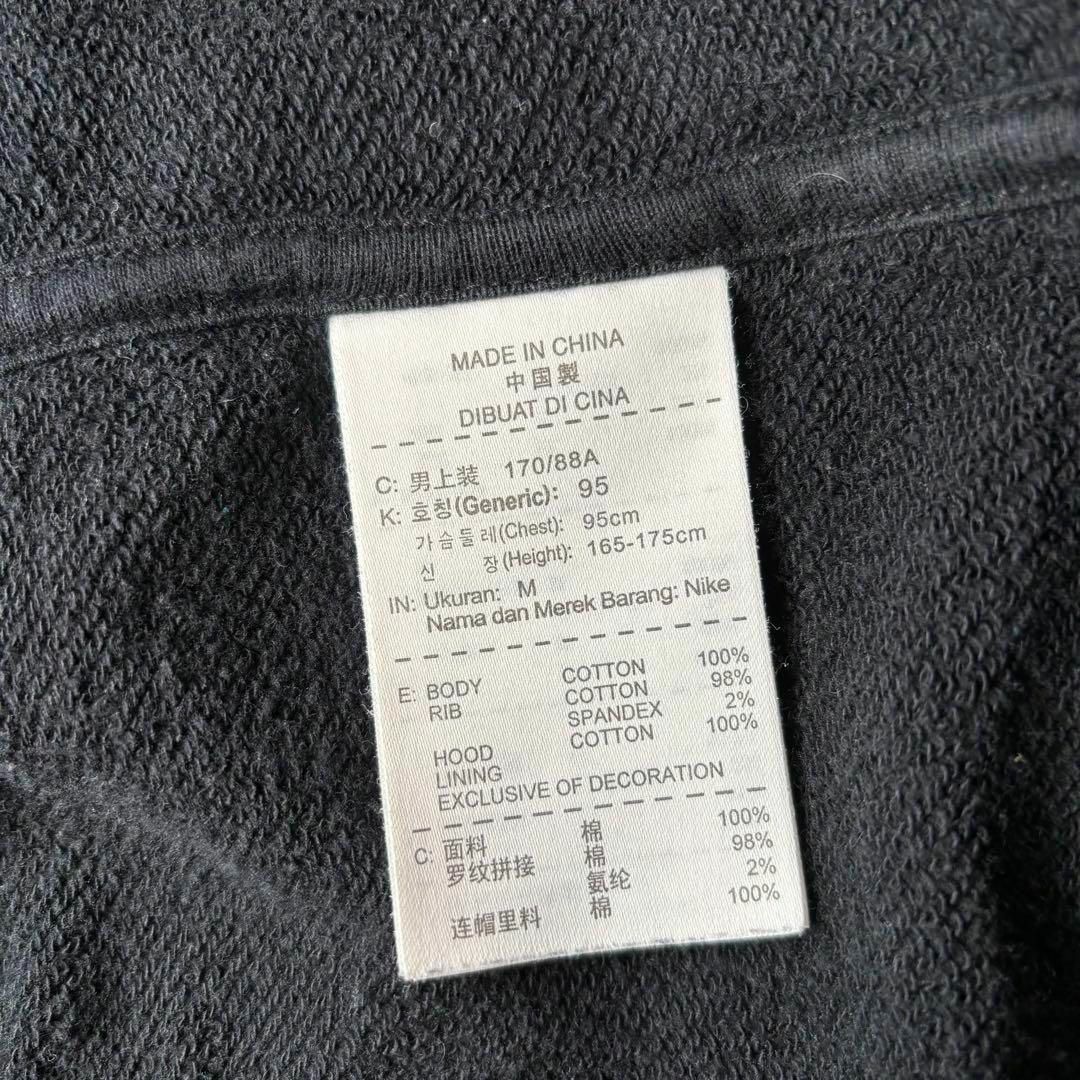 MADE IN CHINA
中国製
DIBUAT DI CINA
C: 男上装 170/88A
K: 호칭(Generic): 95
가슴둘레(Chest): 95cm
신 장(Height): 165-175cm
IN: Ukuran: M
Nama dan Merek Barang: Nike
E: BODY COTTON 100%
RIB COTTON 98%
SPANDEX 2%
HOOD COTTON 100%
LINING
EXCLUSIVE OF DECORATION
C: 面料 棉 100%
罗纹拼接 棉 98%
氨纶 2%
连帽里料 棉 100%